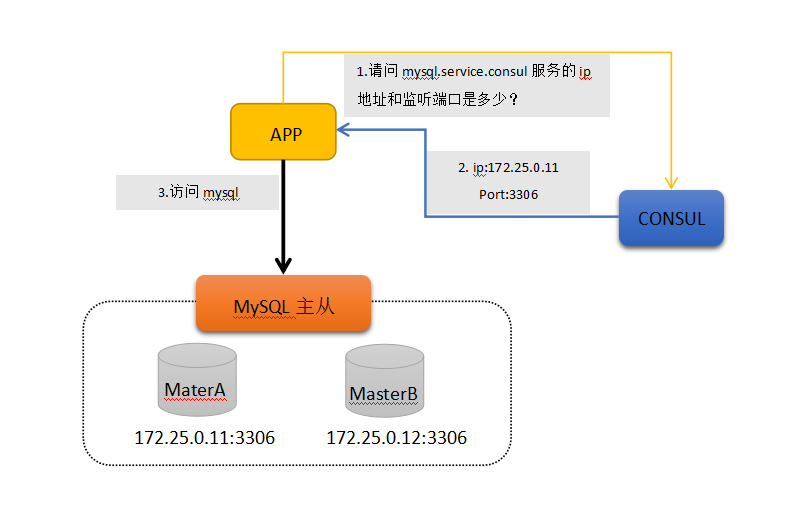 1.请问 mysql.service.consul 服务的 ip
地址和监听端口是多少？
APP
2. ip:172.25.0.11
Port:3306
3.访问 mysql
CONSUL
MySQL 主从
MaterA
MasterB
172.25.0.11:3306
172.25.0.12:3306